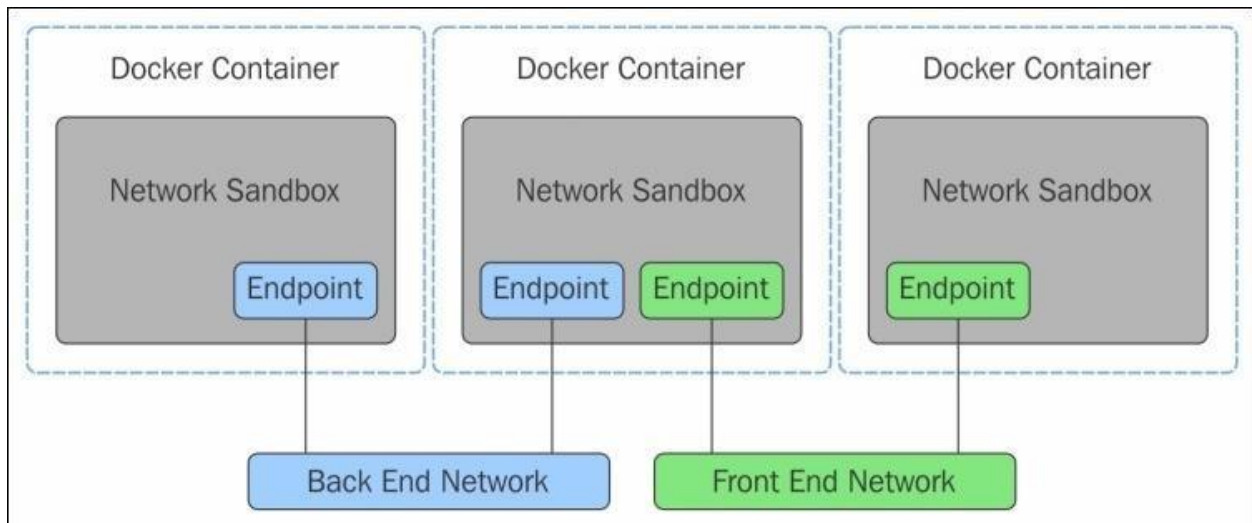 Docker Container
Docker Container
Docker Container
Network Sandbox
Network Sandbox
Network Sandbox
Endpoint
Endpoint
Endpoint
Endpoint
Back End Network
Front End Network